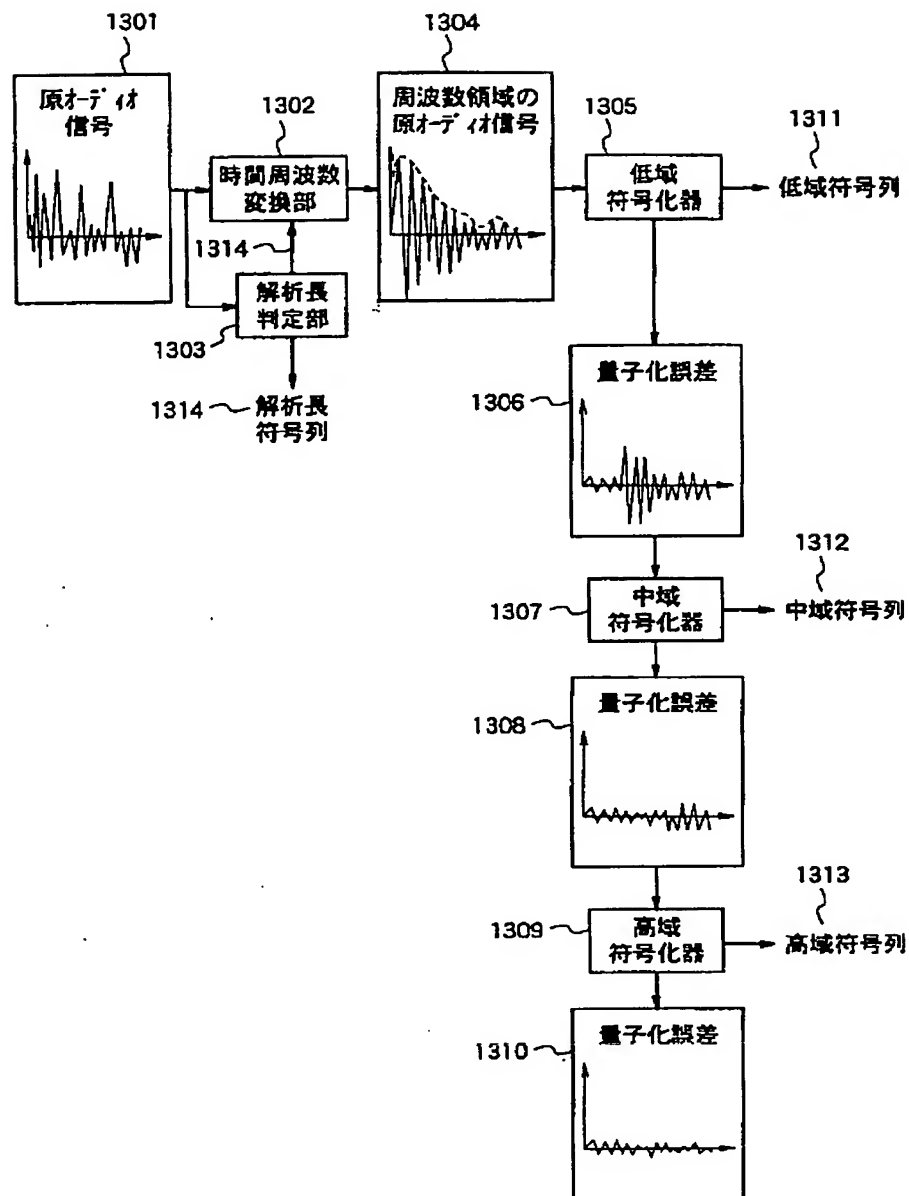 1301
原オーディオ
信号
1302
時間周波数
変換部
1314
解析長
判定部
1303
1314
解析長
符号列
1304
周波数領域の
原オーディオ信号
1305
低域
符号化器
1311
低域符号列
量子化誤差
1306
1312
中域
符号化器
1307
中域符号列
量子化誤差
1308
1313
高域
符号化器
1309
高域符号列
量子化誤差
1310